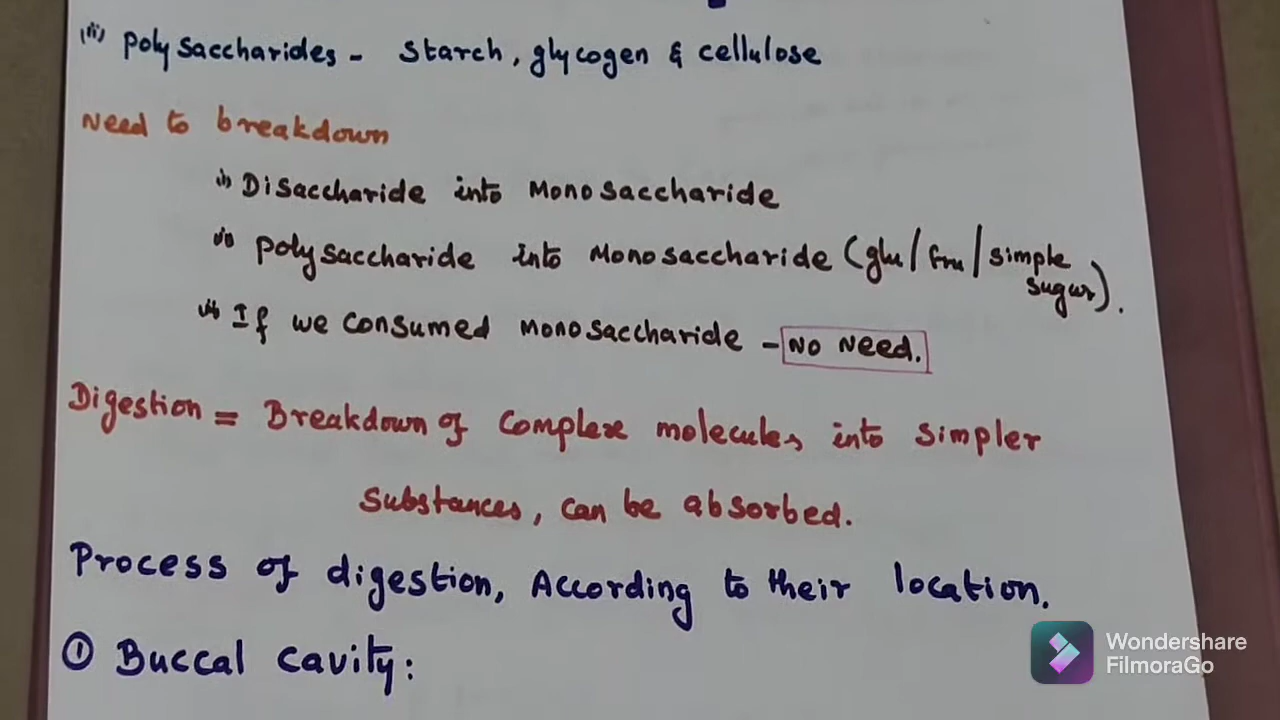 (iii) Polysaccharides - Starch, glycogen & cellulose
Need to breakdown
i) Disaccharide into Monosaccharide
ii) polysaccharide into Monosaccharide (glu/fru/simple sugar).
iii) If we consumed monosaccharide - No Need.
Digestion = Breakdown of Complex molecules into simpler
substances, can be absorbed.
Process of digestion, According to their location.
① Buccal cavity:
Wondershare
FilmoraGo